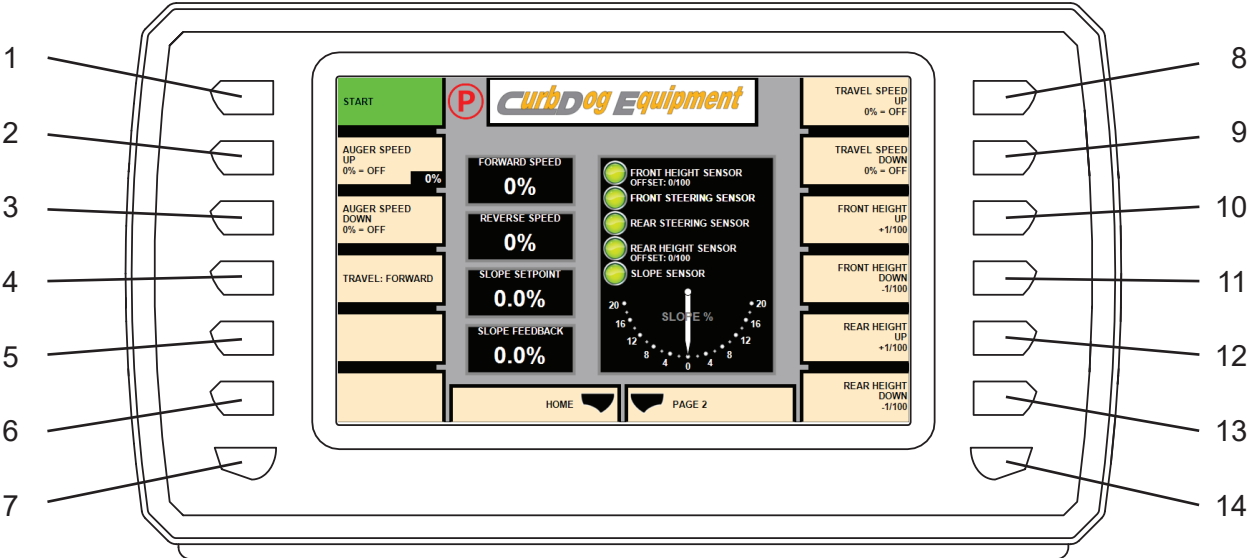 1
2
3
4
5
6
7
START
AUGER SPEED
UP
0% = OFF
0%
AUGER SPEED
DOWN
0% = OFF
TRAVEL: FORWARD
P
CurbDog Equipment
FORWARD SPEED
0%
REVERSE SPEED
0%
SLOPE SETPOINT
0.0%
SLOPE FEEDBACK
0.0%
FRONT HEIGHT SENSOR
OFFSET: 0/100
FRONT STEERING SENSOR
REAR STEERING SENSOR
REAR HEIGHT SENSOR
OFFSET: 0/100
SLOPE SENSOR
SLOPE %
20 16 12 8 4 0 4 8 12 16 20
HOME
PAGE 2
TRAVEL SPEED
UP
0% = OFF
TRAVEL SPEED
DOWN
0% = OFF
FRONT HEIGHT
UP
+1/100
FRONT HEIGHT
DOWN
-1/100
REAR HEIGHT
UP
+1/100
REAR HEIGHT
DOWN
-1/100
8
9
10
11
12
13
14